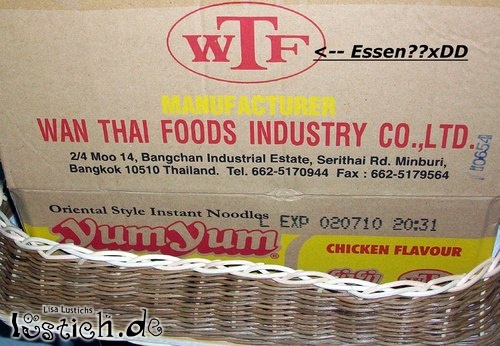 WTF
<-- Essen??xDD
MANUFACTURER
WAN THAI FOODS INDUSTRY CO.,LTD.
2/4 Moo 14, Bangchan Industrial Estate, Serithai Rd. Minburi,
Bangkok 10510 Thailand. Tel. 662-5170944 Fax : 662-5179564
Oriental Style Instant Noodles
EXP 020710 20:31
YumYum®
CHICKEN FLAVOUR
WTF
Lisa Lustichs
lustich.de